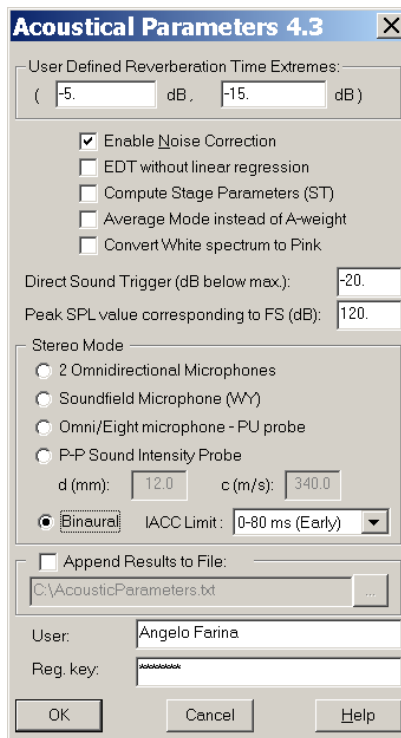 Acoustical Parameters 4.3
User Defined Reverberation Time Extremes:
( -5. dB , -15. dB )
Enable Noise Correction
EDT without linear regression
Compute Stage Parameters (ST)
Average Mode instead of A-weight
Convert White spectrum to Pink
Direct Sound Trigger (dB below max.): -20.
Peak SPL value corresponding to FS (dB): 120.
Stereo Mode
2 Omnidirectional Microphones
Soundfield Microphone (WY)
Omni/Eight microphone - PU probe
P-P Sound Intensity Probe
d (mm): 12.0 c (m/s): 340.0
Binaural IACC Limit : 0-80 ms (Early)
Append Results to File:
C:\AcousticParameters.txt ...
User: Angelo Farina
Reg. key: *******
OK Cancel Help